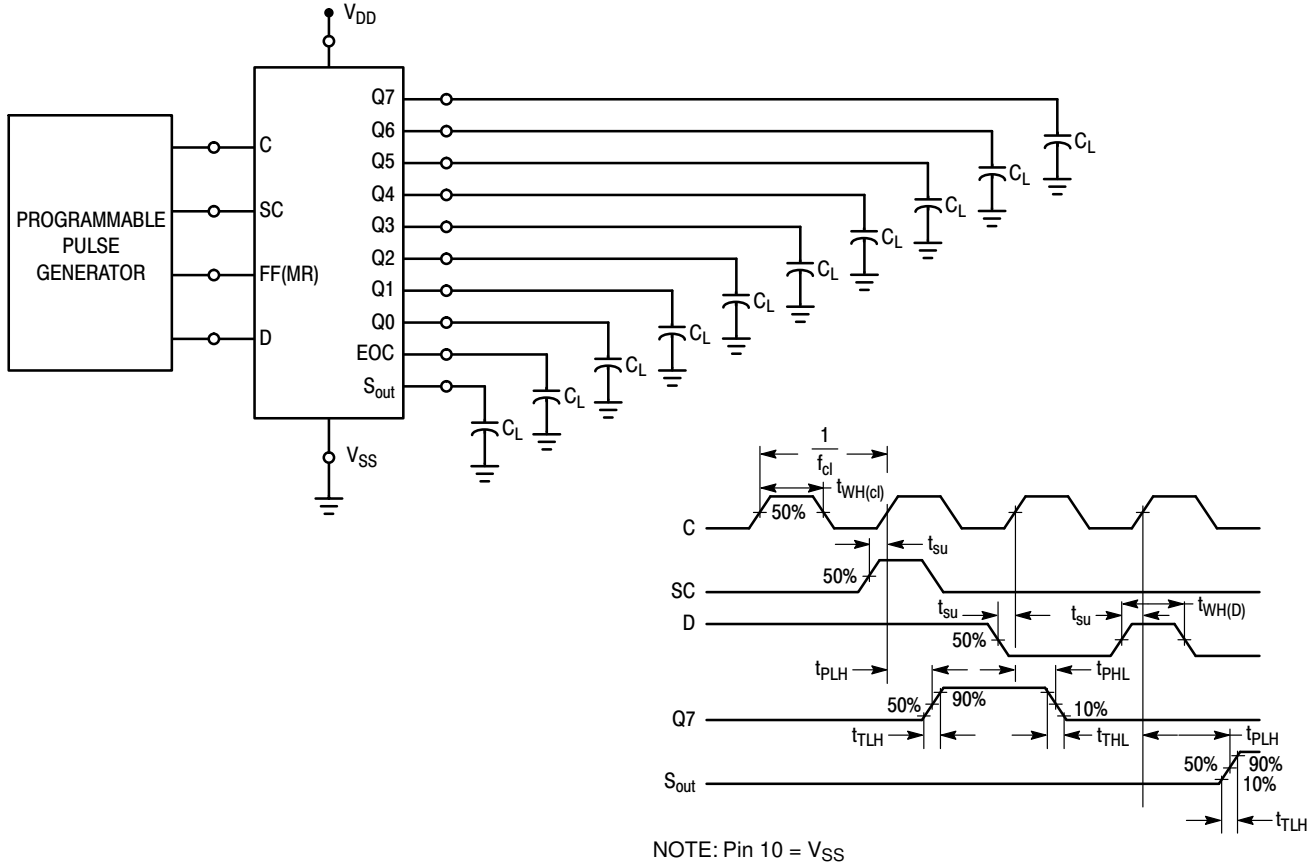 VDD
Q7
Q6
Q5
Q4
Q3
Q2
Q1
Q0
EOC
Sout
C
SC
FF(MR)
D
PROGRAMMABLE
PULSE
GENERATOR
CL
CL
CL
CL
CL
CL
CL
CL
CL
CL
VSS
1
fcl
tWH(cl)
C
50%
tsu
SC
50%
D
tsu
tsu
tWH(D)
50%
tPLH
tPHL
Q7
50%
90%
10%
tTLH
tTHL
tPLH
Sout
50%
90%
10%
tTLH
NOTE: Pin 10 = VSS